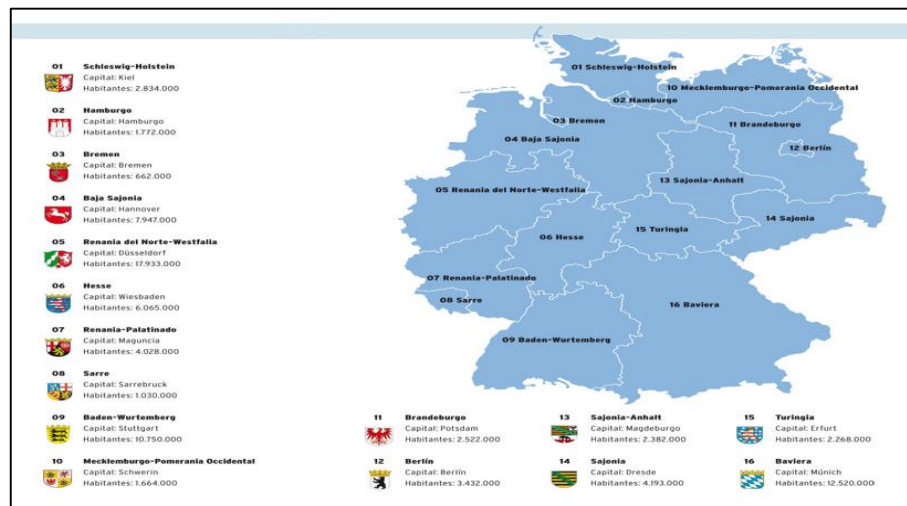 01 Schleswig-Holstein
Capital: Kiel
Habitantes: 2.834.000
02 Hamburgo
Capital: Hamburgo
Habitantes: 1.772.000
03 Bremen
Capital: Bremen
Habitantes: 662.000
04 Baja Sajonia
Capital: Hannover
Habitantes: 7.947.000
05 Renania del Norte-Westfalia
Capital: Düsseldorf
Habitantes: 17.933.000
06 Hesse
Capital: Wiesbaden
Habitantes: 6.065.000
07 Renania-Palatinado
Capital: Maguncia
Habitantes: 4.028.000
08 Sarre
Capital: Sarrebruck
Habitantes: 1.030.000
09 Baden-Wurtemberg
Capital: Stuttgart
Habitantes: 10.750.000
10 Mecklemburgo-Pomerania Occidental
Capital: Schwerin
Habitantes: 1.664.000
01 Schleswig-Holstein
10 Mecklemburgo-Pomerania Occidental
02 Hamburgo
03 Bremen
11 Brandeburgo
04 Baja Sajonia
12 Berlín
13 Sajonia-Anhalt
05 Renania del Norte-Westfalia
14 Sajonia
15 Turingia
06 Hesse
07 Renania-Palatinado
08 Sarre
16 Baviera
09 Baden-Wurtemberg
11 Brandeburgo
Capital: Potsdam
Habitantes: 2.522.000
12 Berlín
Capital: Berlín
Habitantes: 3.432.000
13 Sajonia-Anhalt
Capital: Magdeburgo
Habitantes: 2.382.000
14 Sajonia
Capital: Dresde
Habitantes: 4.193.000
15 Turingia
Capital: Erfurt
Habitantes: 2.268.000
16 Baviera
Capital: Múnich
Habitantes: 12.520.000